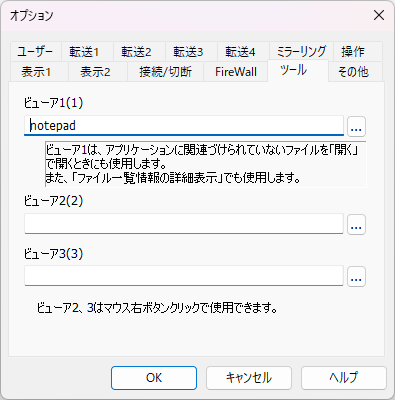 オプション
ユーザー 転送1 転送2 転送3 転送4 ミラーリング 操作
表示1 表示2 接続/切断 FireWall ツール その他
ビューア1(1)
notepad ...
ビューア1は、アプリケーションに関連づけられていないファイルを「開く」
で開くときにも使用します。
また、「ファイル一覧情報の詳細表示」でも使用します。
ビューア2(2)
...
ビューア3(3)
...
ビューア2、3はマウス右ボタンクリックで使用できます。
OK キャンセル ヘルプ